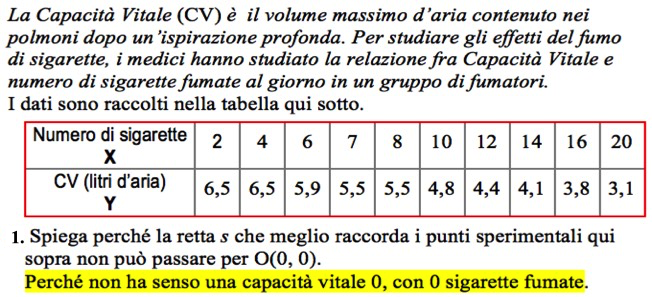 La Capacità Vitale (CV) è il volume massimo d'aria contenuto nei
polmoni dopo un'ispirazione profonda. Per studiare gli effetti del fumo
di sigarette, i medici hanno studiato la relazione fra Capacità Vitale e
numero di sigarette fumate al giorno in un gruppo di fumatori.
I dati sono raccolti nella tabella qui sotto.
Numero di sigarette X 2 4 6 7 8 10 12 14 16 20
CV (litri d'aria) Y 6,5 6,5 5,9 5,5 5,5 4,8 4,4 4,1 3,8 3,1
1. Spiega perché la retta s che meglio raccorda i punti sperimentali qui
sopra non può passare per O(0, 0).
Perché non ha senso una capacità vitale 0, con 0 sigarette fumate.